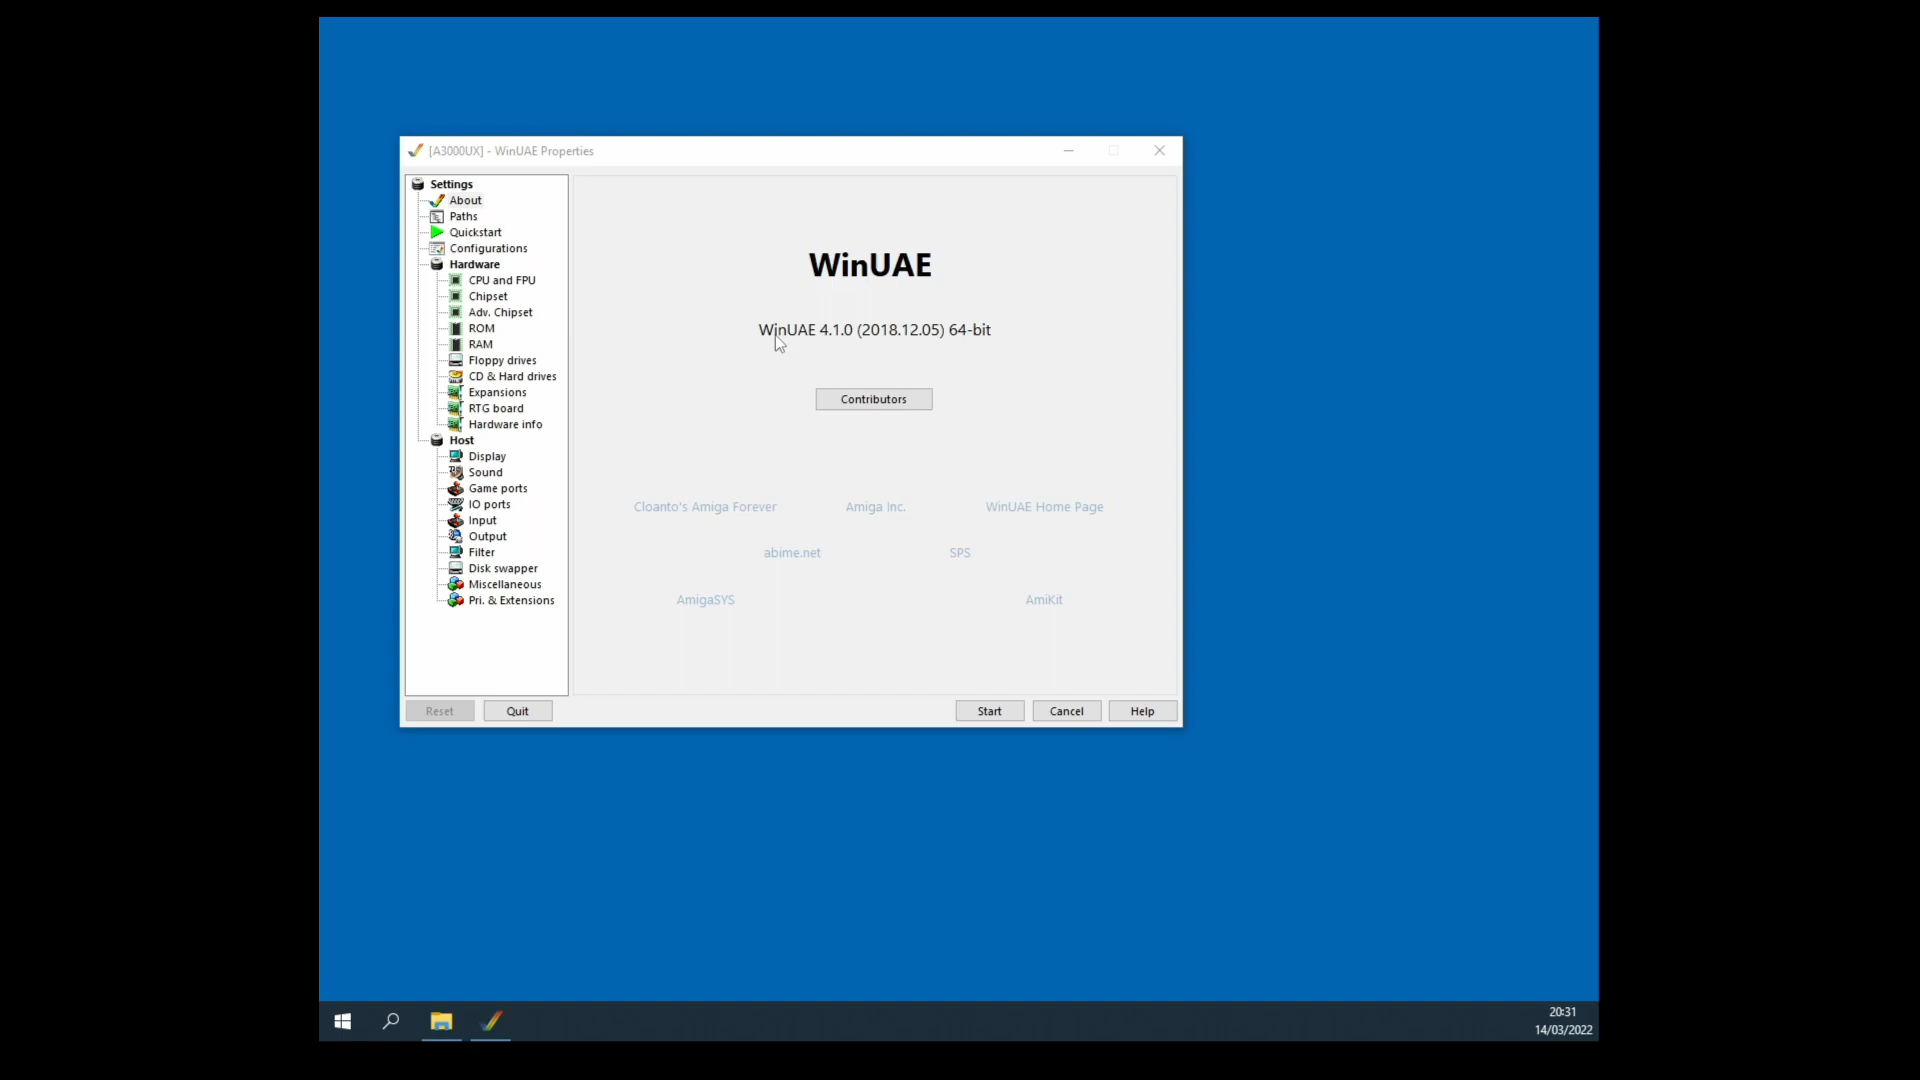 [A3000UX] - WinUAE Properties
Settings
About
Paths
Quickstart
Configurations
Hardware
CPU and FPU
Chipset
Adv. Chipset
ROM
RAM
Floppy drives
CD & Hard drives
Expansions
RTG board
Hardware info
Host
Display
Sound
Game ports
IO ports
Input
Output
Filter
Disk swapper
Miscellaneous
Pri. & Extensions
WinUAE
WinUAE 4.1.0 (2018.12.05) 64-bit
Contributors
Cloanto's Amiga Forever Amiga Inc. WinUAE Home Page
abime.net SPS
AmigaSYS AmiKit
Reset Quit Start Cancel Help
20:31
14/03/2022